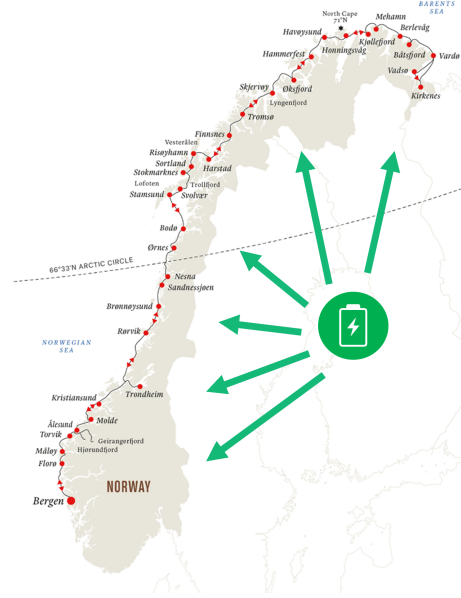 BARENTS
SEA
Mehamn
North Cape
71°N
Berlevåg
Havøysund
Kjøllefjord
Honningsvåg
Båtsfjord
Vardø
Hammerfest
Vadsø
Øksfjord
Kirkenes
Skjervøy
Lyngenfjord
Tromsø
Finnsnes
Vesterålen
Risøyhamn
Sortland
Harstad
Stokmarknes
Lofoten
Trollfjord
Stamsund
Svolvær
Bodø
Ørnes
66°33'N ARCTIC CIRCLE
Nesna
Sandnessjøen
Brønnøysund
Rørvik
NORWEGIAN
SEA
Trondheim
Kristiansund
Molde
Ålesund
Torvik
Geirangerfjord
Hjørundfjord
Måløy
Florø
NORWAY
Bergen